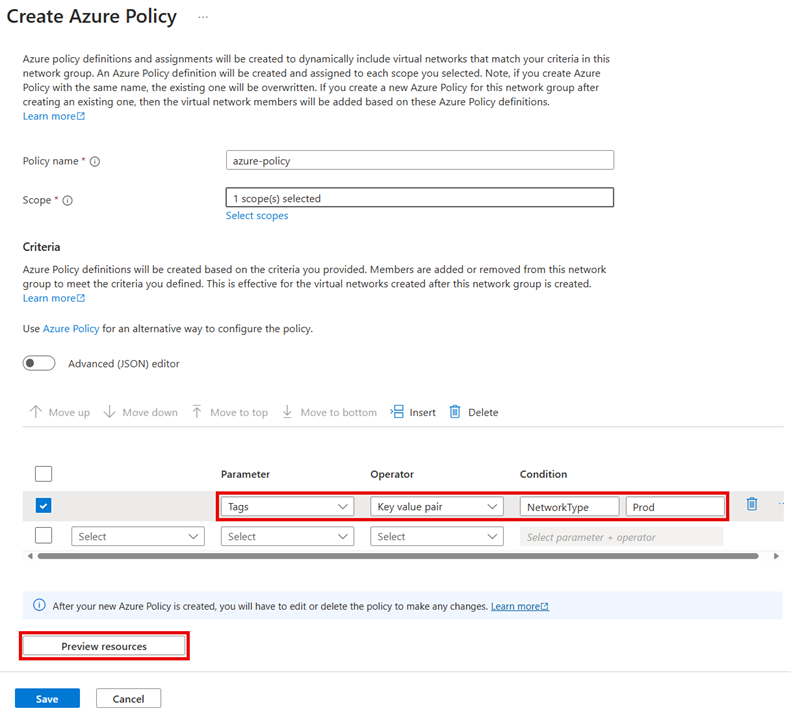 Create Azure Policy ...
Azure policy definitions and assignments will be created to dynamically include virtual networks that match your criteria in this
network group. An Azure Policy definition will be created and assigned to each scope you selected. Note, if you create Azure
Policy with the same name, the existing one will be overwritten. If you create a new Azure Policy for this network group after
creating an existing one, then the virtual network members will be added based on these Azure Policy definitions.
Learn more
Policy name * azure-policy
Scope * 1 scope(s) selected
Select scopes
Criteria
Azure Policy definitions will be created based on the criteria you provided. Members are added or removed from this network
group to meet the criteria you defined. This is effective for the virtual networks created after this network group is created.
Learn more
Use Azure Policy for an alternative way to configure the policy.
Advanced (JSON) editor
Move up Move down Move to top Move to bottom Insert Delete
Parameter Operator Condition
Tags Key value pair NetworkType Prod
Select Select Select Select parameter + operator
After your new Azure Policy is created, you will have to edit or delete the policy to make any changes. Learn more
Preview resources
Save Cancel